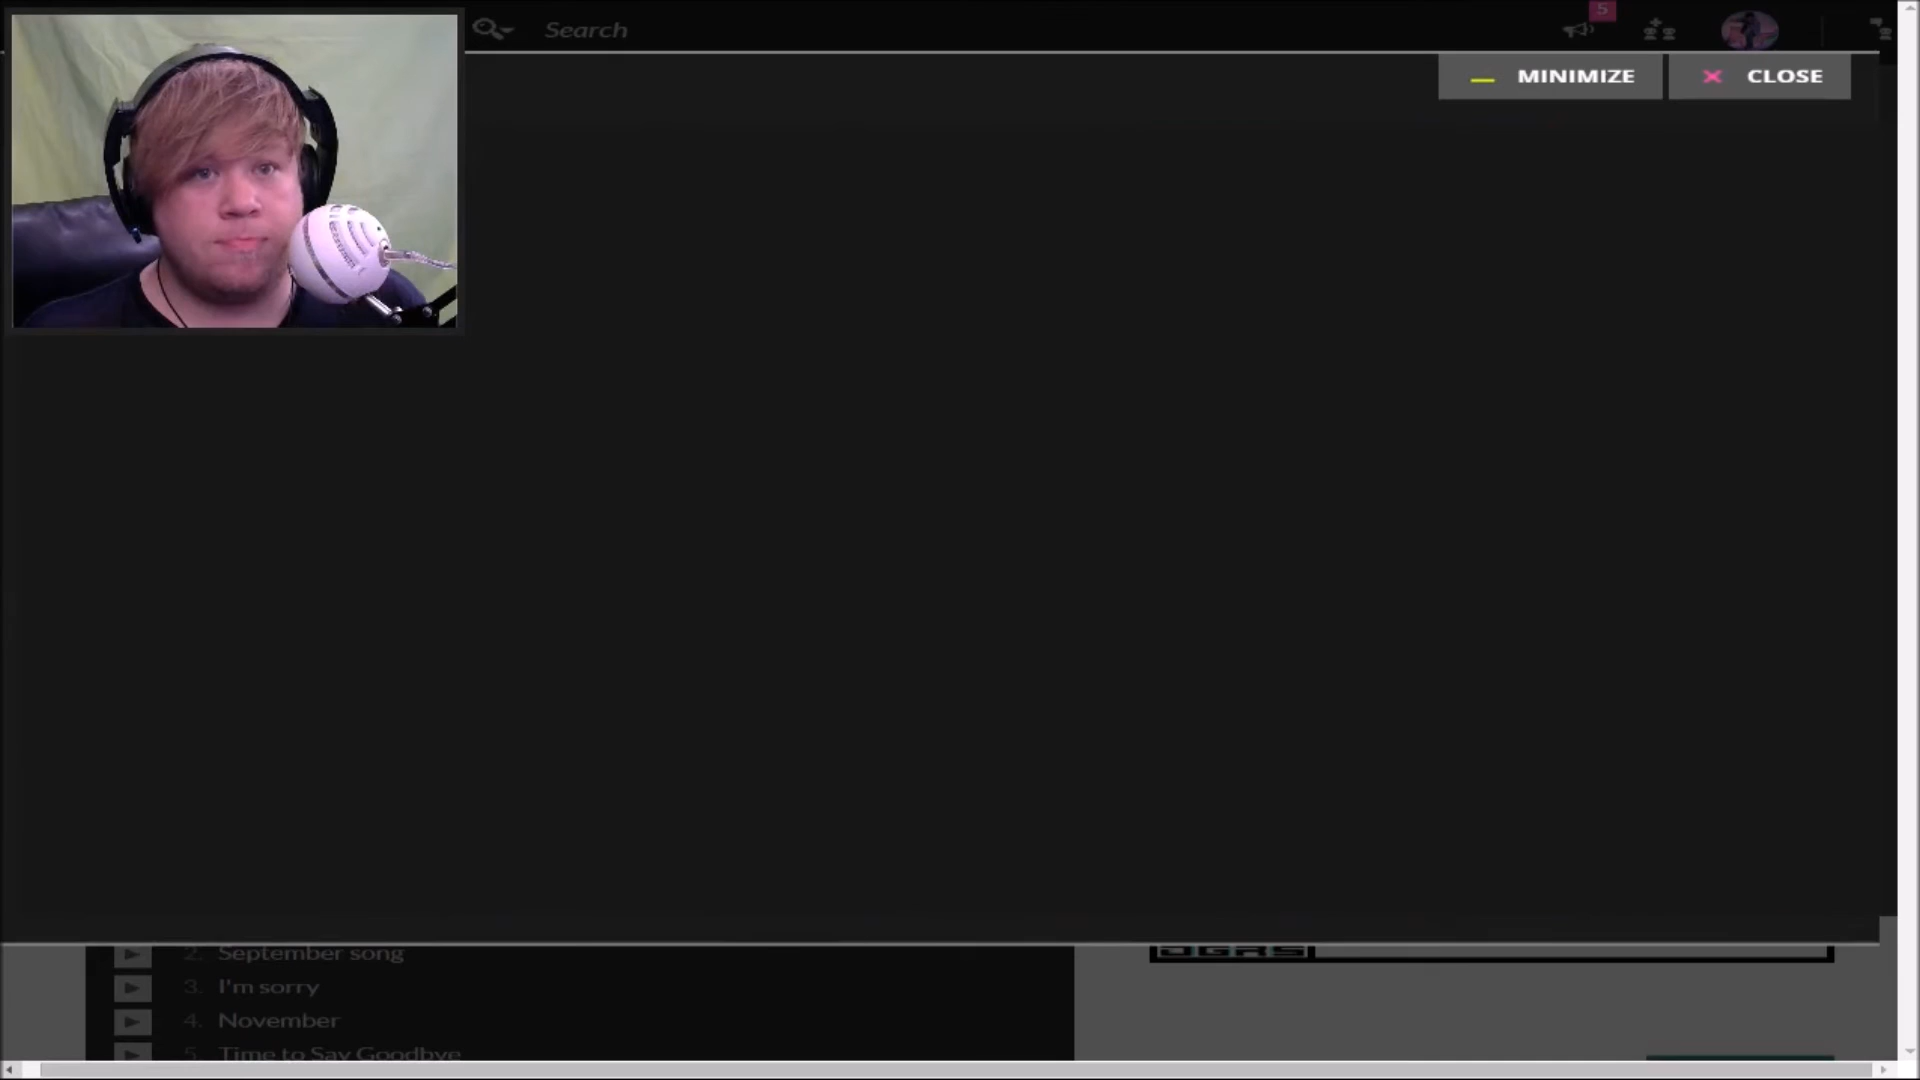 Search
5
MINIMIZE
CLOSE
2. September song
3. I'm sorry
4. November
5. Time to Say Goodbye